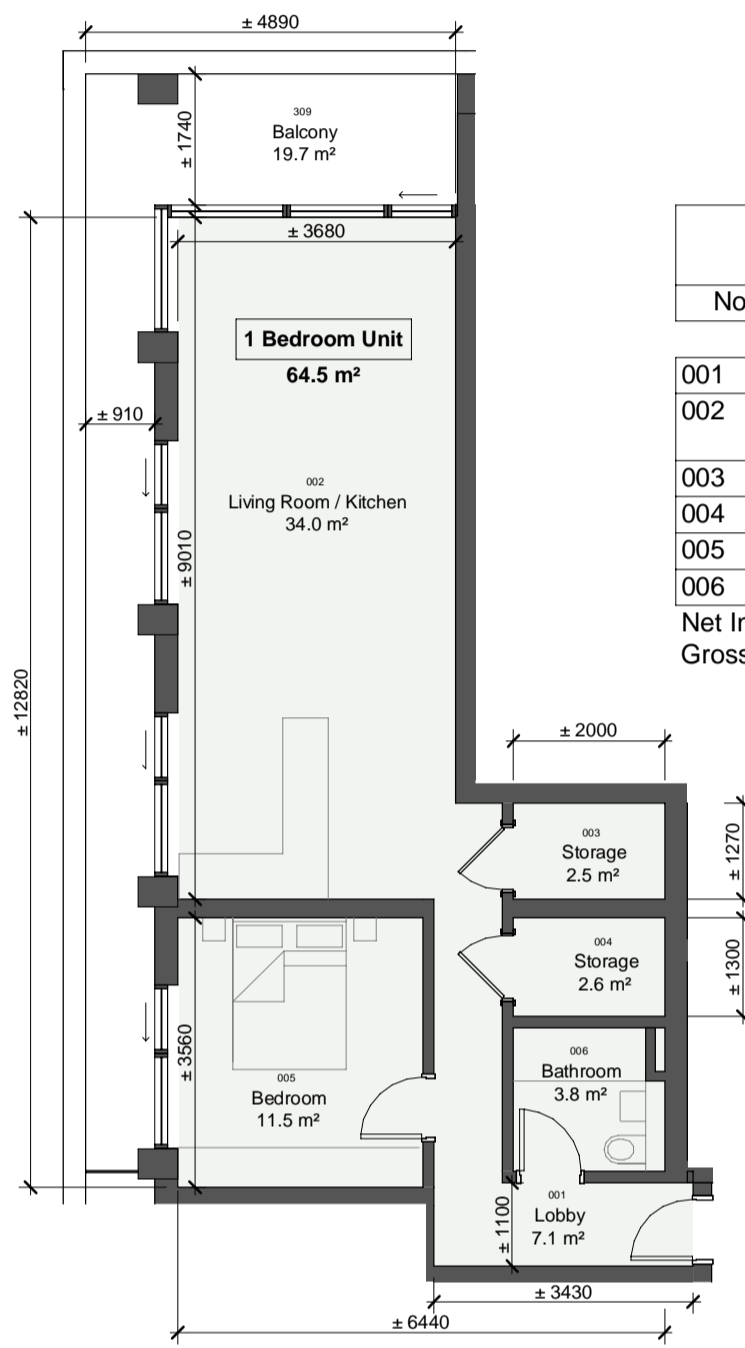 ± 4890
± 1740
309
Balcony
19.7 m²
± 3680
1 Bedroom Unit
64.5 m²
No
001
002
003
004
005
006
± 910
002
Living Room / Kitchen
34.0 m²
± 9010
± 12820
Net
Gross
± 2000
003
Storage
2.5 m²
± 1270
004
Storage
2.6 m²
± 1300
± 3560
005
Bedroom
11.5 m²
006
Bathroom
3.8 m²
001
Lobby
7.1 m²
± 1100
± 3430
± 6440